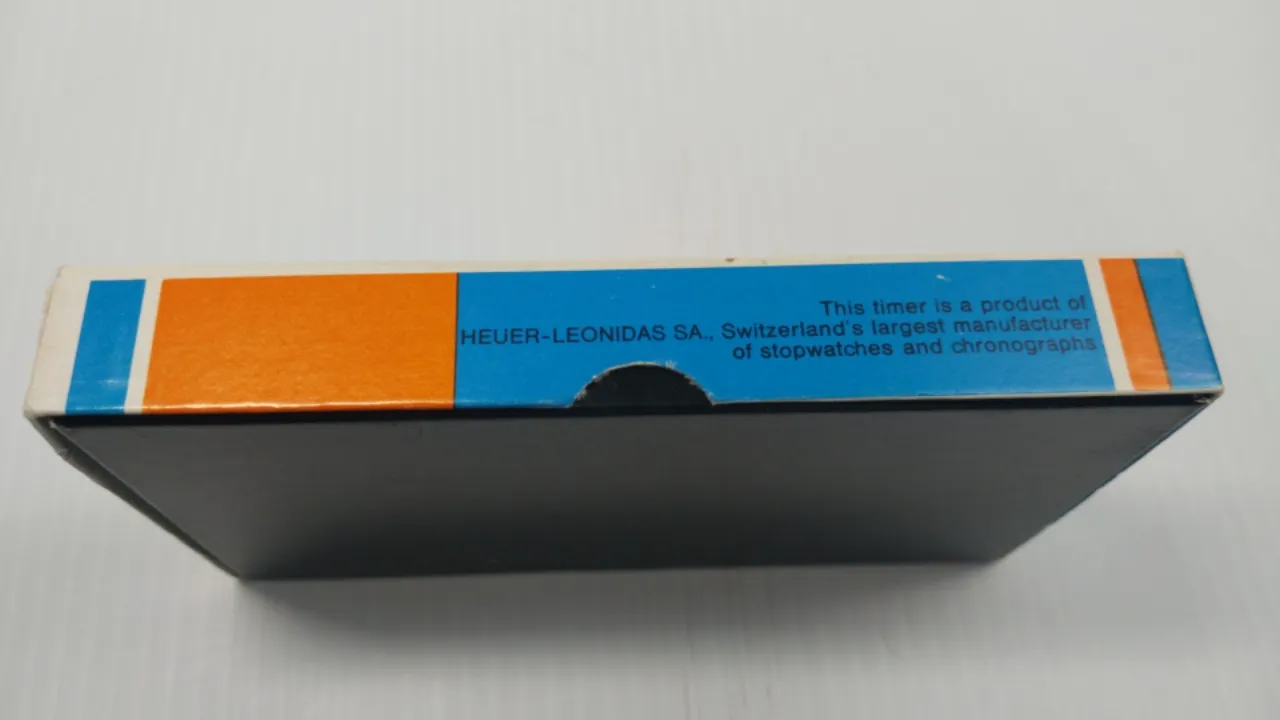 This timer is a product of
HEUER-LEONIDAS SA., Switzerland's largest manufacturer
of stopwatches and chronographs